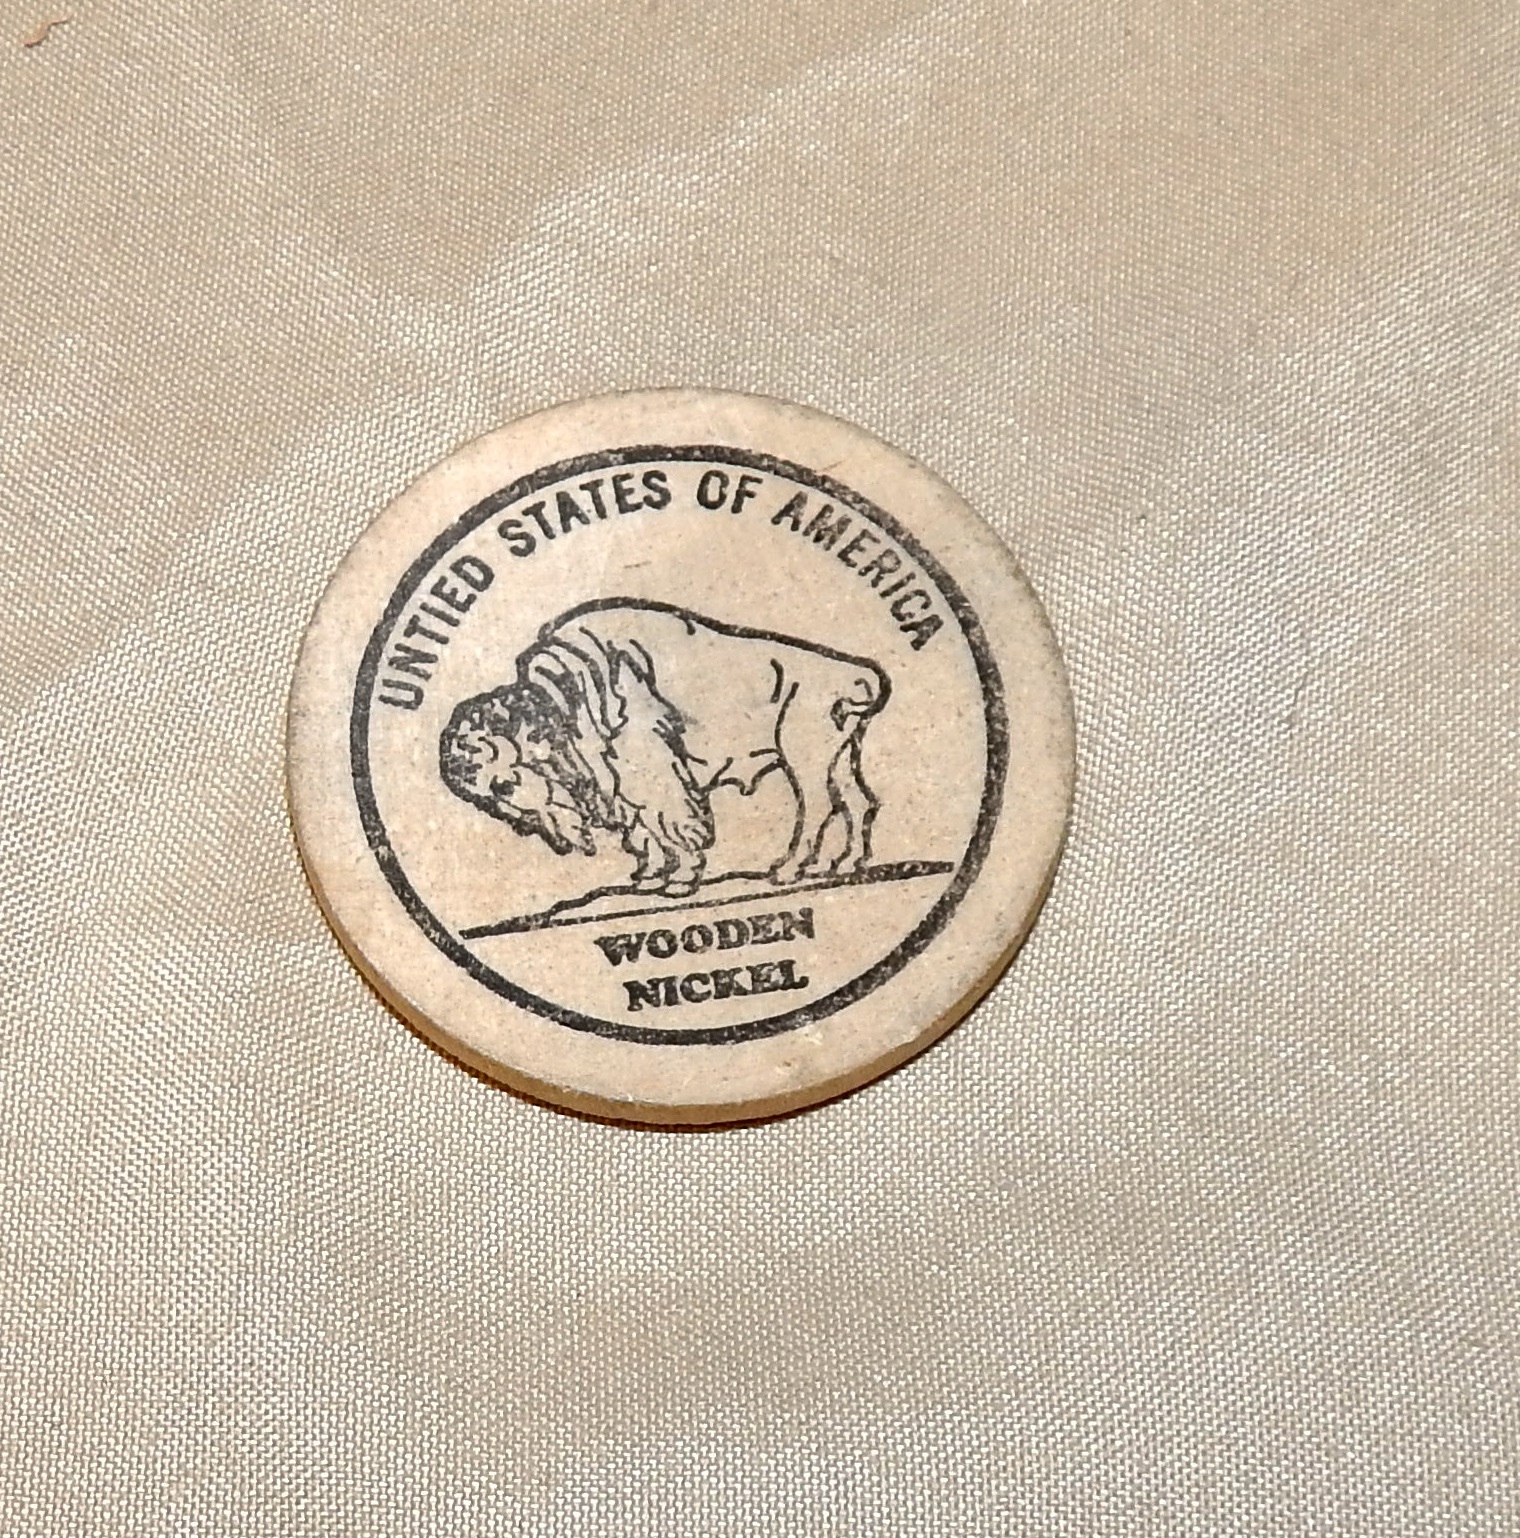 UNTIED STATES OF AMERICA
WOODEN
NICKEL